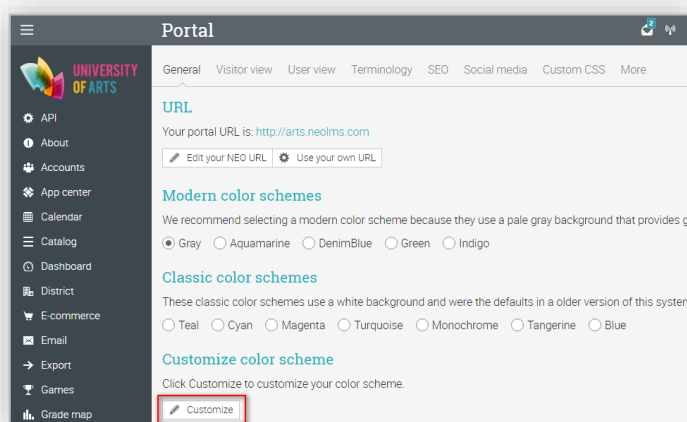 Portal
2
UNIVERSITY
OF ARTS
API
About
Accounts
App center
Calendar
Catalog
Dashboard
District
E-commerce
Email
Export
Games
Grade map
General Visitor view User view Terminology SEO Social media Custom CSS More
URL
Your portal URL is: http://arts.neolms.com
Edit your NEO URL Use your own URL
Modern color schemes
We recommend selecting a modern color scheme because they use a pale gray background that provides g
Gray Aquamarine DenimBlue Green Indigo
Classic color schemes
These classic color schemes use a white background and were the defaults in a older version of this system
Teal Cyan Magenta Turquoise Monochrome Tangerine Blue
Customize color scheme
Click Customize to customize your color scheme.
Customize